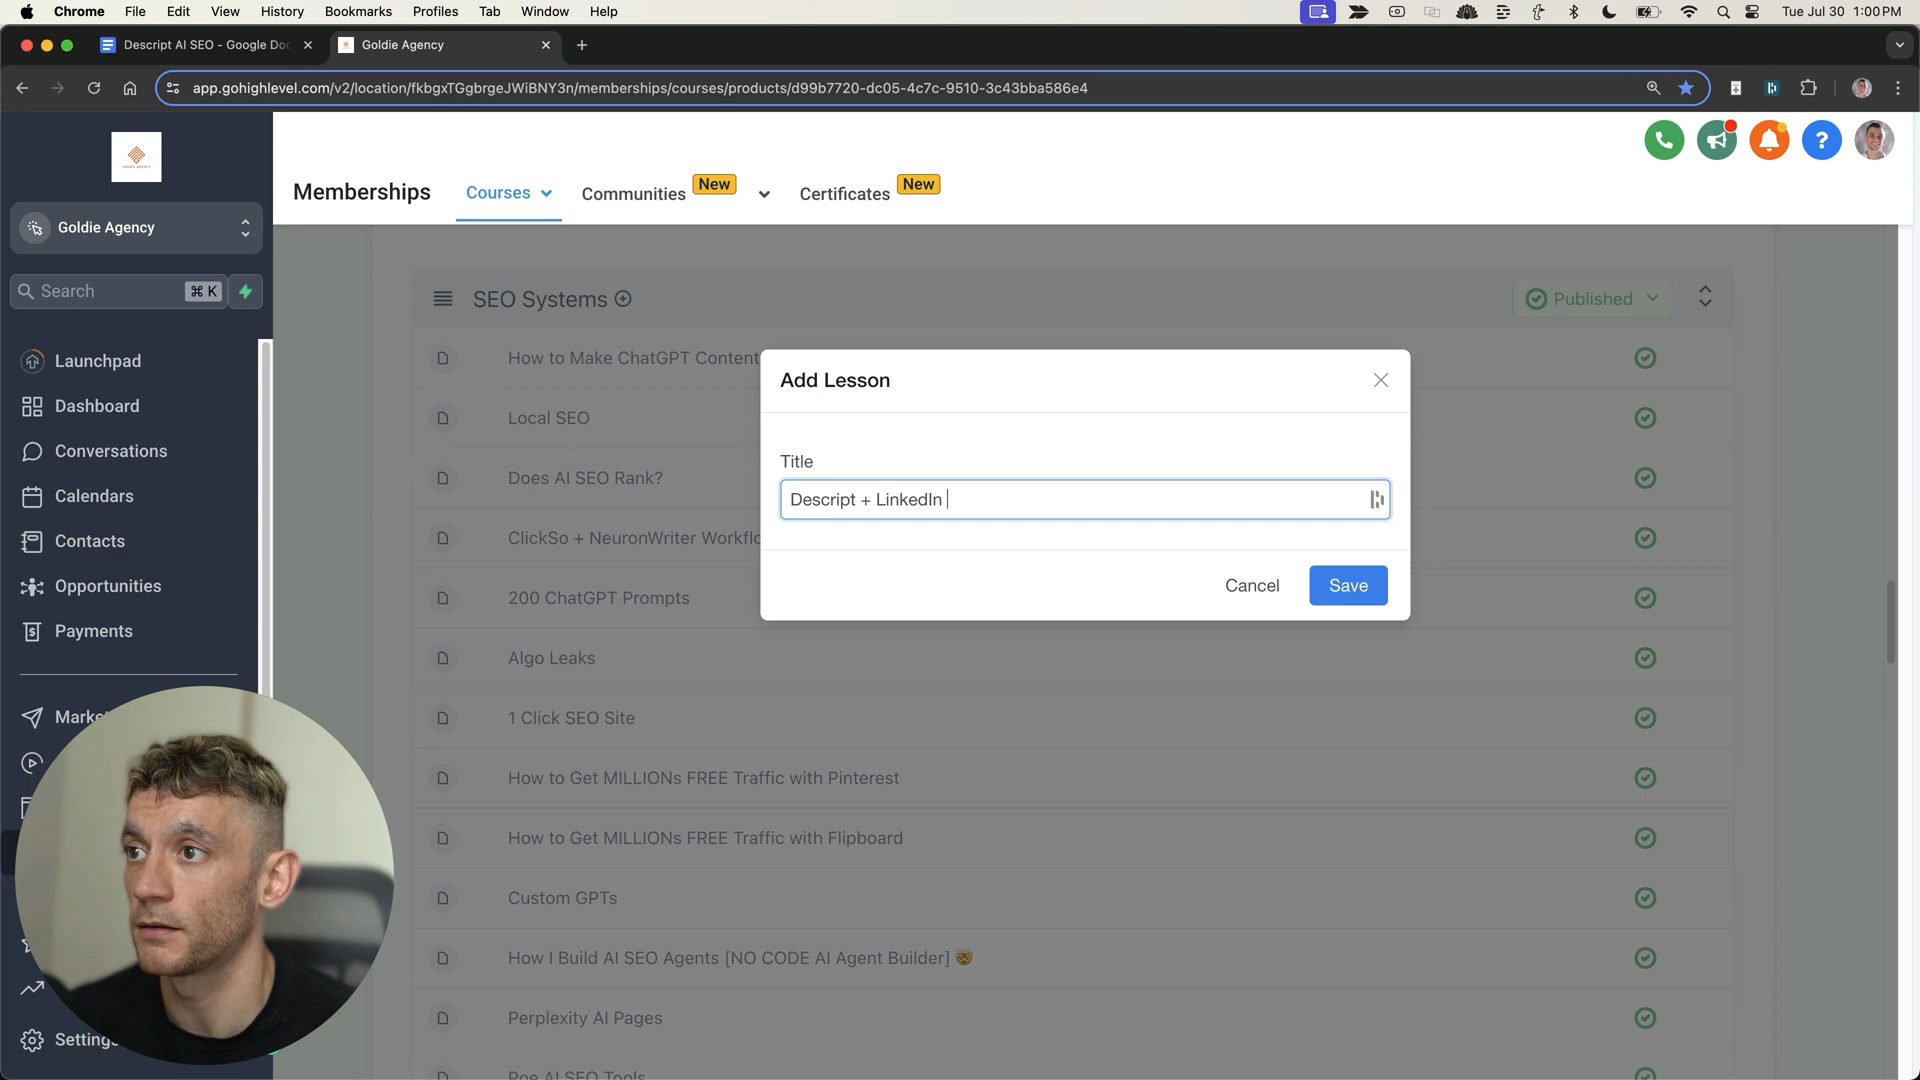 Chrome File Edit View History Bookmarks Profiles Tab Window Help Tue Jul 30 1:00 PM
Descript AI SEO - Google Doc Goldie Agency
app.gohighlevel.com/v2/location/fkbgxTGgbrgeJWiBNY3n/memberships/courses/products/d99b7720-dc05-4c7c-9510-3c43bba586e4
Memberships Courses Communities New Certificates New
Goldie Agency
Search ⌘ K
Launchpad
Dashboard
Conversations
Calendars
Contacts
Opportunities
Payments
Settings
SEO Systems Published
How to Make ChatGPT Content
Local SEO
Does AI SEO Rank?
ClickSo + NeuronWriter Workflo
200 ChatGPT Prompts
Algo Leaks
1 Click SEO Site
How to Get MILLIONs FREE Traffic with Pinterest
How to Get MILLIONs FREE Traffic with Flipboard
Custom GPTs
How I Build AI SEO Agents [NO CODE AI Agent Builder] 🤯
Perplexity AI Pages
Poe AI SEO Tools
Add Lesson
Title
Descript + LinkedIn
Cancel Save